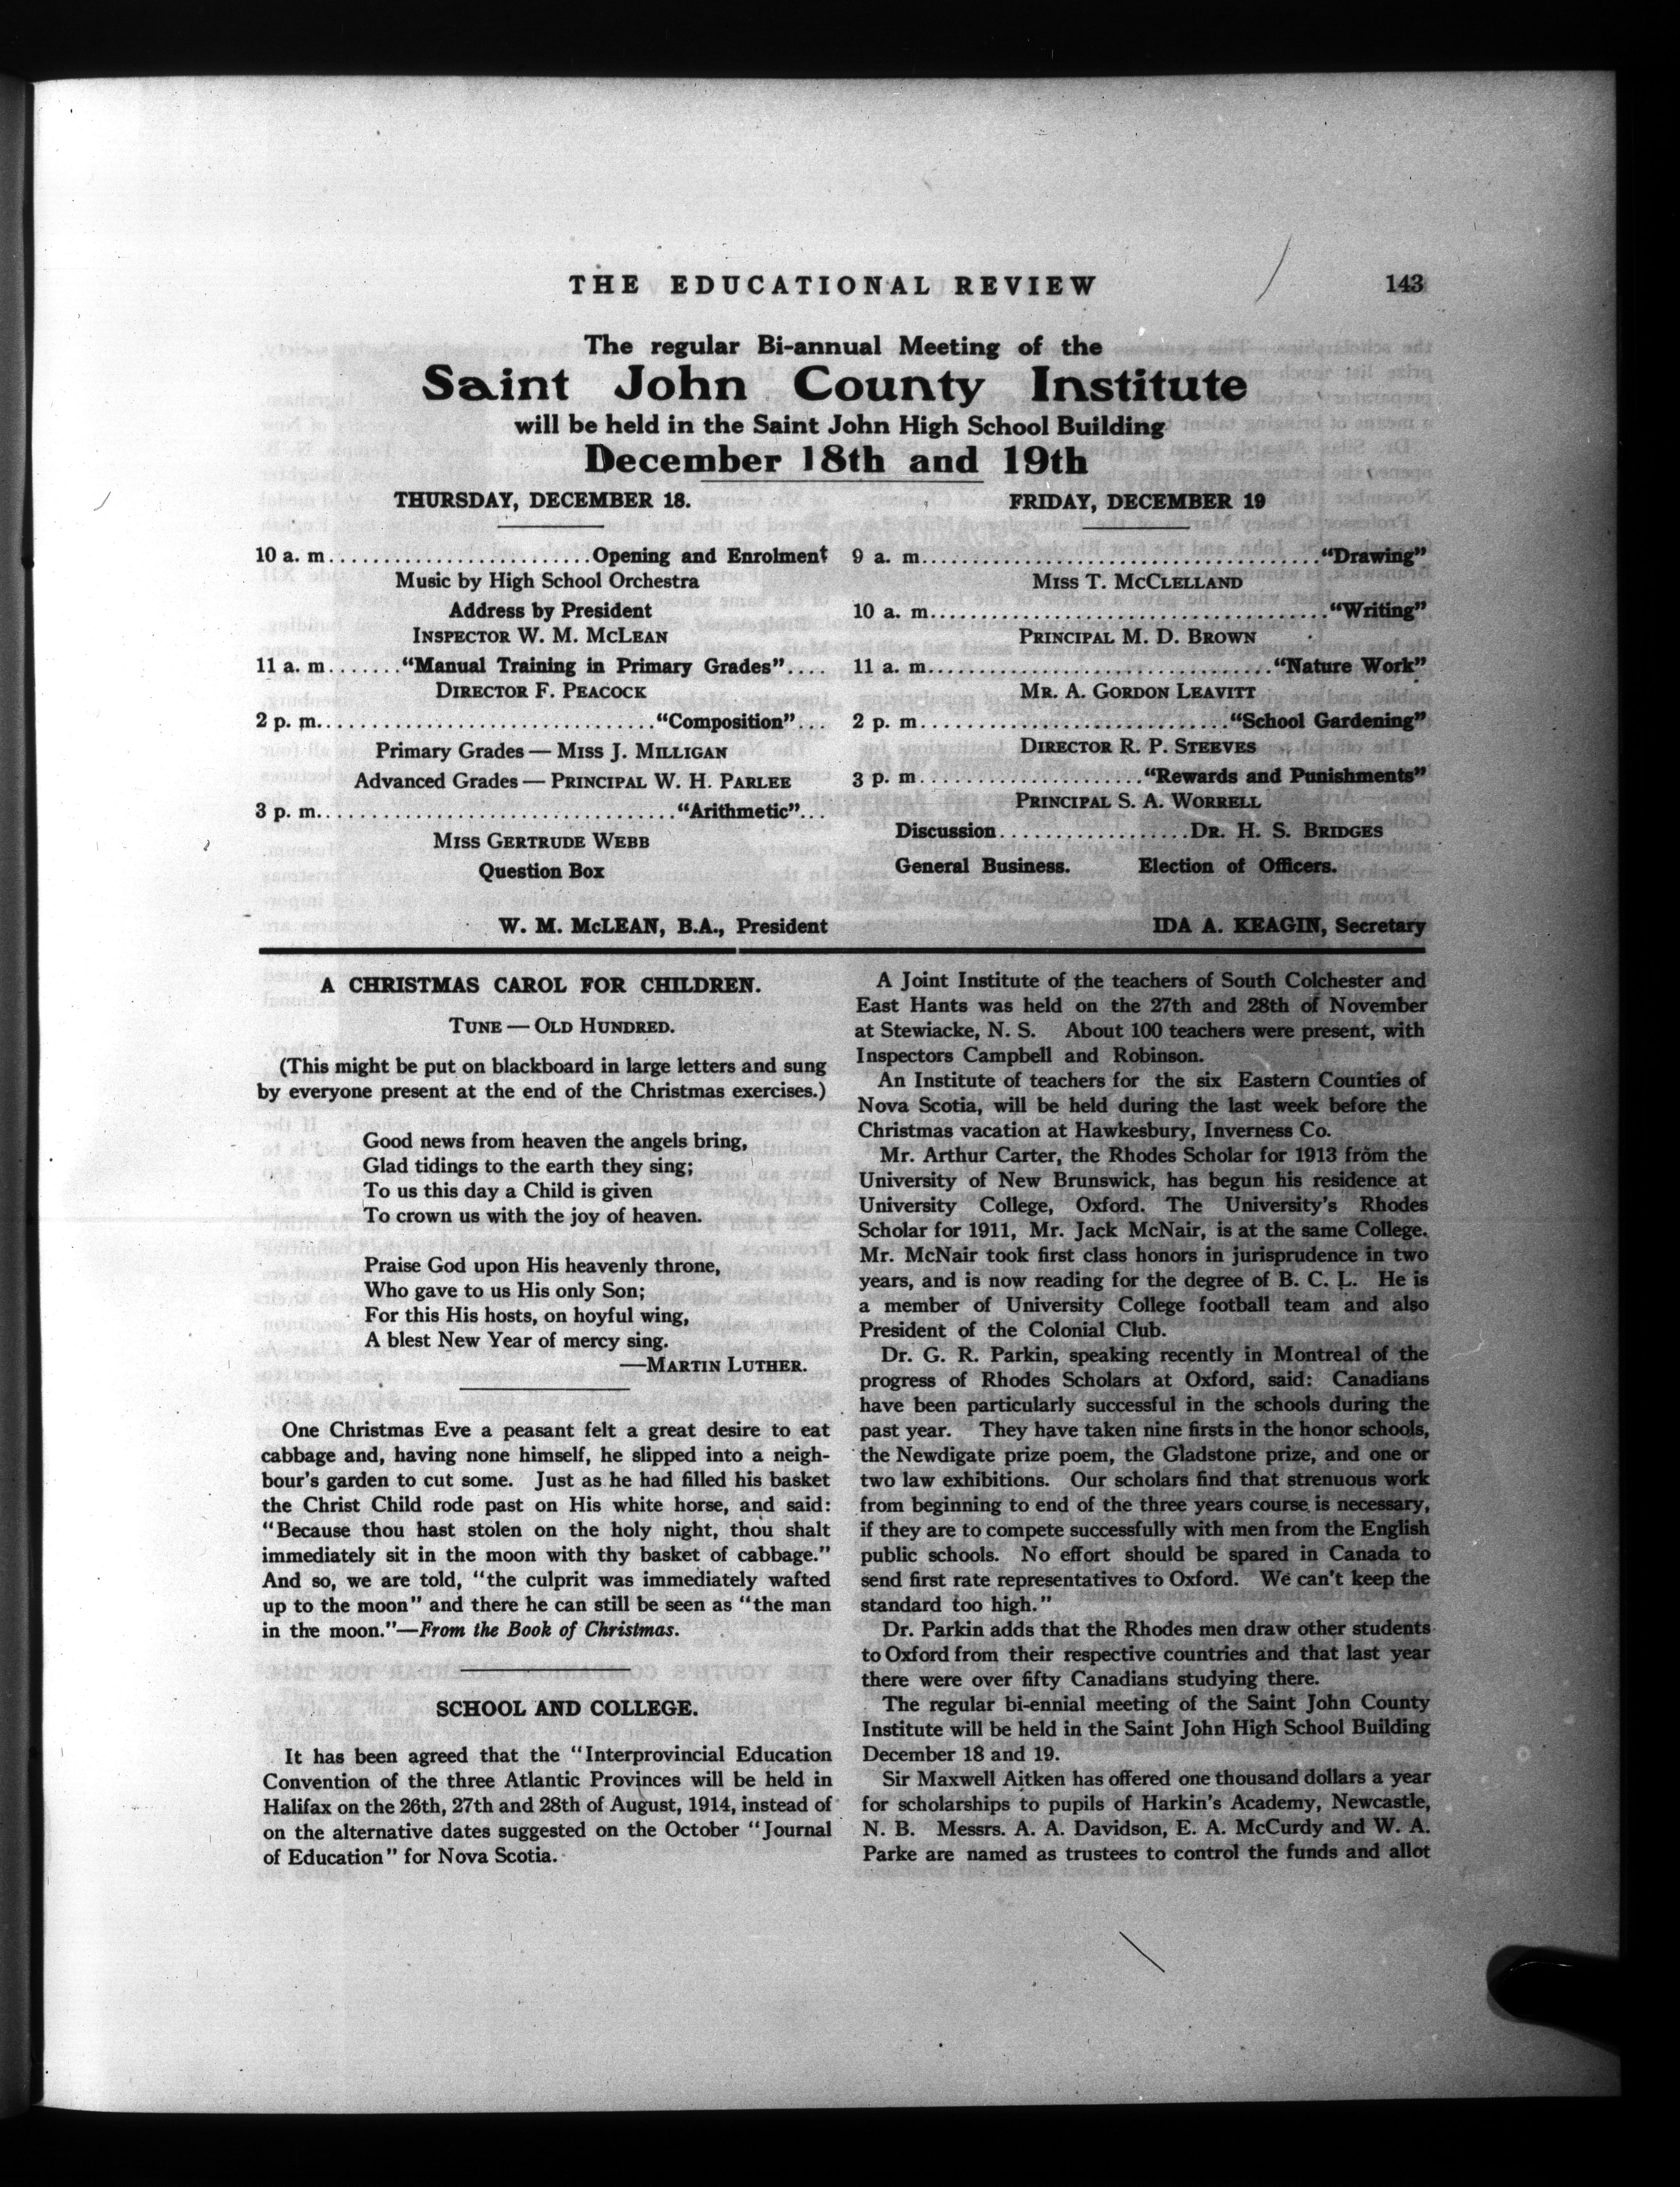 THE EDUCATIONAL REVIEW 143
The regular Bi-annual Meeting of the
Saint John County Institute
will be held in the Saint John High School Building
December 18th and 19th
THURSDAY, DECEMBER 18.
10 a. m........................Opening and Enrolment
Music by High School Orchestra
Address by President
INSPECTOR W. M. MCLEAN
11 a. m.......“Manual Training in Primary Grades”....
DIRECTOR F. PEACOCK
2 p. m...............................“Composition”...
Primary Grades — MISS J. MILLIGAN
Advanced Grades — PRINCIPAL W. H. PARLEE
3 p. m.................................“Arithmetic”...
MISS GERTRUDE WEBB
Question Box
W. M. McLEAN, B.A., President
FRIDAY, DECEMBER 19
9 a. m.....................................“Drawing”
MISS T. MCCLELLAND
10 a. m....................................“Writing”
PRINCIPAL M. D. BROWN
11 a. m...............................“Nature Work”
MR. A. GORDON LEAVITT
2 p. m............................“School Gardening”
DIRECTOR R. P. STEEVES
3 p. m.....................“Rewards and Punishments”
PRINCIPAL S. A. WORRELL
Discussion..................DR. H. S. BRIDGES
General Business. Election of Officers.
IDA A. KEAGIN, Secretary
A CHRISTMAS CAROL FOR CHILDREN.
TUNE — OLD HUNDRED.
(This might be put on blackboard in large letters and sung
by everyone present at the end of the Christmas exercises.)
Good news from heaven the angels bring,
Glad tidings to the earth they sing;
To us this day a Child is given
To crown us with the joy of heaven.
Praise God upon His heavenly throne,
Who gave to us His only Son;
For this His hosts, on hoyful wing,
A blest New Year of mercy sing.
—MARTIN LUTHER.
One Christmas Eve a peasant felt a great desire to eat
cabbage and, having none himself, he slipped into a neigh-
bour's garden to cut some. Just as he had filled his basket
the Christ Child rode past on His white horse, and said:
“Because thou hast stolen on the holy night, thou shalt
immediately sit in the moon with thy basket of cabbage.”
And so, we are told, “the culprit was immediately wafted
up to the moon” and there he can still be seen as “the man
in the moon.”—From the Book of Christmas.
SCHOOL AND COLLEGE.
It has been agreed that the “Interprovincial Education
Convention of the three Atlantic Provinces will be held in
Halifax on the 26th, 27th and 28th of August, 1914, instead of
on the alternative dates suggested on the October “Journal
of Education” for Nova Scotia.
A Joint Institute of the teachers of South Colchester and
East Hants was held on the 27th and 28th of November
at Stewiacke, N. S. About 100 teachers were present, with
Inspectors Campbell and Robinson.
An Institute of teachers for the six Eastern Counties of
Nova Scotia, will be held during the last week before the
Christmas vacation at Hawkesbury, Inverness Co.
Mr. Arthur Carter, the Rhodes Scholar for 1913 from the
University of New Brunswick, has begun his residence at
University College, Oxford. The University's Rhodes
Scholar for 1911, Mr. Jack McNair, is at the same College.
Mr. McNair took first class honors in jurisprudence in two
years, and is now reading for the degree of B. C. L. He is
a member of University College football team and also
President of the Colonial Club.
Dr. G. R. Parkin, speaking recently in Montreal of the
progress of Rhodes Scholars at Oxford, said: Canadians
have been particularly successful in the schools during the
past year. They have taken nine firsts in the honor schools,
the Newdigate prize poem, the Gladstone prize, and one or
two law exhibitions. Our scholars find that strenuous work
from beginning to end of the three years course is necessary,
if they are to compete successfully with men from the English
public schools. No effort should be spared in Canada to
send first rate representatives to Oxford. We can't keep the
standard too high.”
Dr. Parkin adds that the Rhodes men draw other students
to Oxford from their respective countries and that last year
there were over fifty Canadians studying there.
The regular bi-ennial meeting of the Saint John County
Institute will be held in the Saint John High School Building
December 18 and 19.
Sir Maxwell Aitken has offered one thousand dollars a year
for scholarships to pupils of Harkin's Academy, Newcastle,
N. B. Messrs. A. A. Davidson, E. A. McCurdy and W. A.
Parke are named as trustees to control the funds and allot